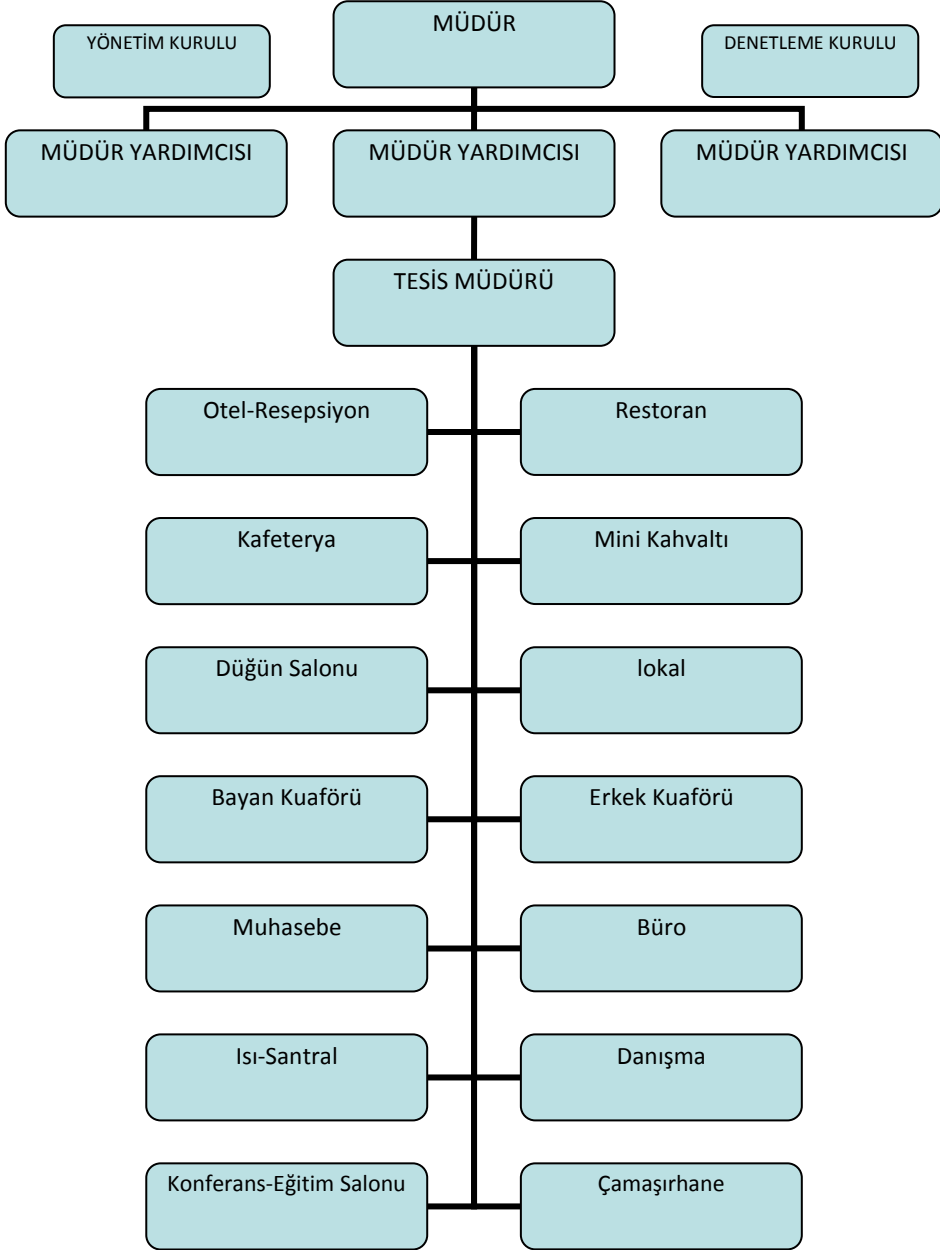 MÜDÜR
YÖNETİM KURULU
DENETLEME KURULU
MÜDÜR YARDIMCISI
MÜDÜR YARDIMCISI
MÜDÜR YARDIMCISI
TESİS MÜDÜRÜ
Otel-Resepsiyon
Restoran
Kafeterya
Mini Kahvaltı
Düğün Salonu
lokal
Bayan Kuaförü
Erkek Kuaförü
Muhasebe
Büro
Isı-Santral
Danışma
Konferans-Eğitim Salonu
Çamaşırhane